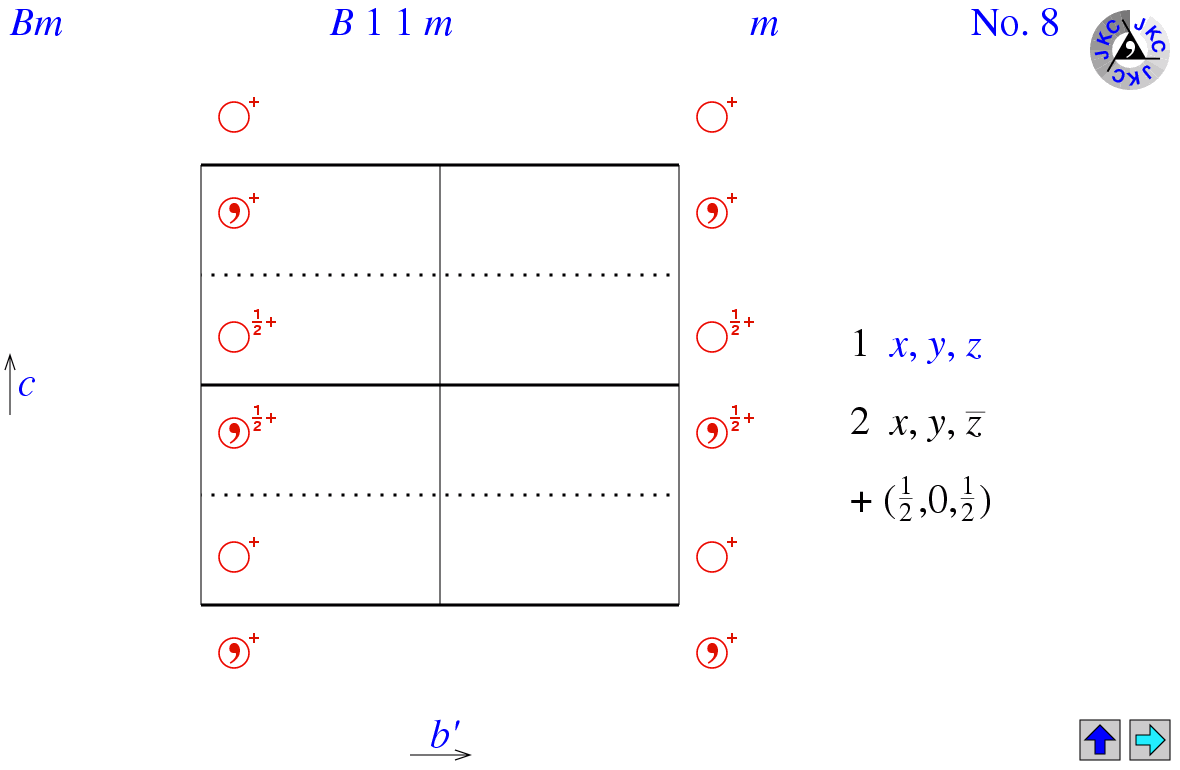 Bm B 1 1 m m No. 8
JKC JKC JKC
+ +
, + , +
1/2 + 1/2 +
c
1 x, y, z
, 1/2 + , 1/2 +
2 x, y, z̅
+ (1/2,0,1/2)
+ +
, + , +
b′